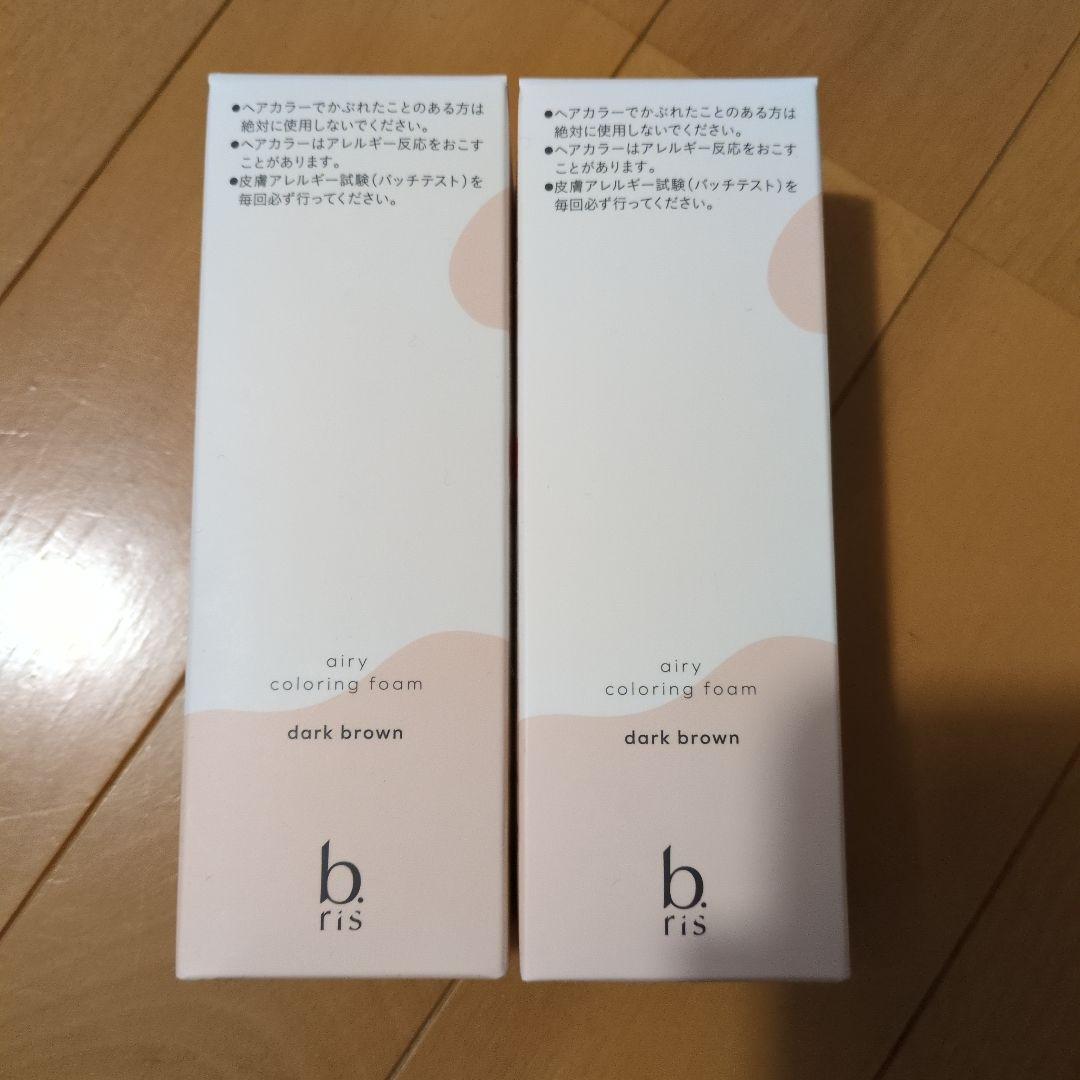 ●ヘアカラーでかぶれたことのある方は
絶対に使用しないでください。
●ヘアカラーはアレルギー反応をおこす
ことがあります。
●皮膚アレルギー試験(パッチテスト)を
毎回必ず行ってください。
airy
coloring foam
dark brown
b.
ris
●ヘアカラーでかぶれたことのある方は
絶対に使用しないでください。
●ヘアカラーはアレルギー反応をおこす
ことがあります。
●皮膚アレルギー試験(パッチテスト)を
毎回必ず行ってください。
airy
coloring foam
dark brown
b.
ris